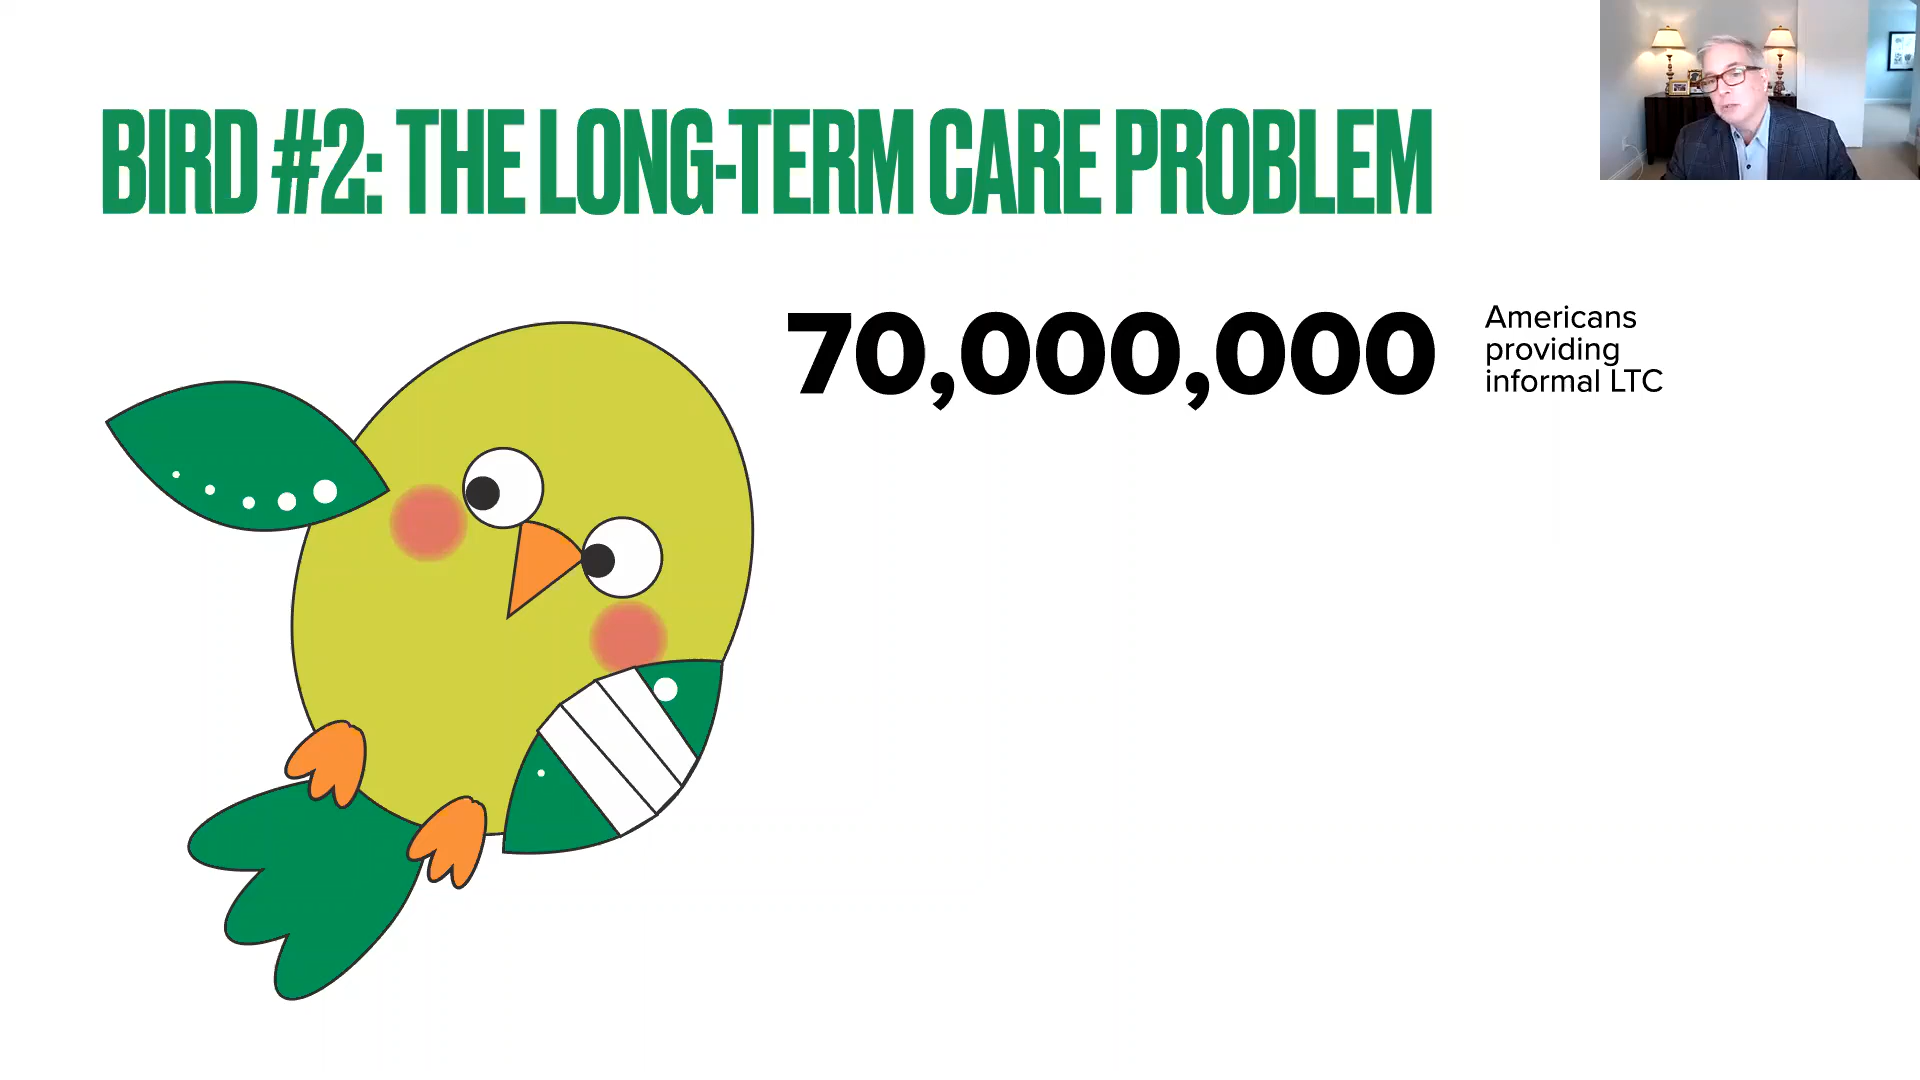 BIRD #2: THE LONG-TERM CARE PROBLEM
70,000,000
Americans
providing
informal LTC